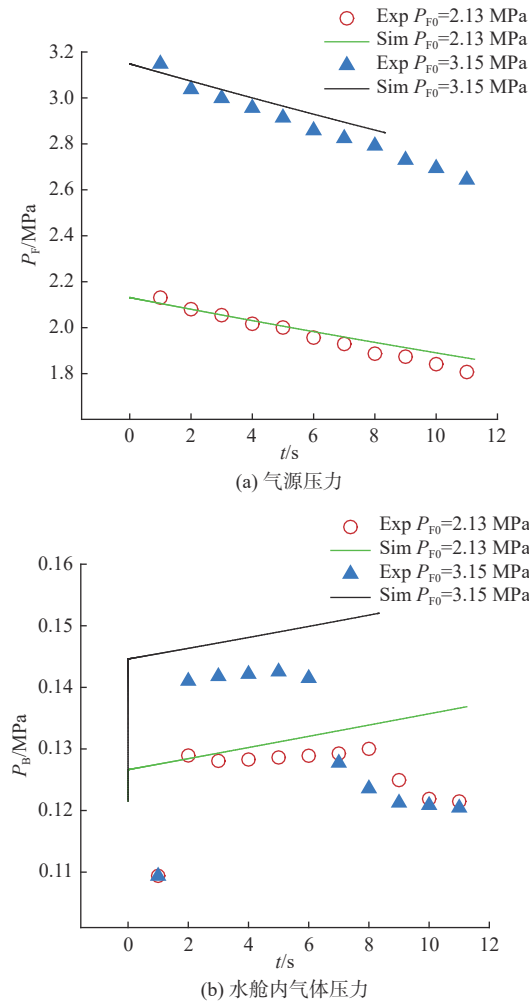 Exp P_F0=2.13 MPa
Sim P_F0=2.13 MPa
Exp P_F0=3.15 MPa
Sim P_F0=3.15 MPa
3.2
3.0
2.8
2.6
2.4
2.2
2.0
1.8
P_F/MPa
0 2 4 6 8 10 12
t/s
(a) 气源压力
Exp P_F0=2.13 MPa
Sim P_F0=2.13 MPa
Exp P_F0=3.15 MPa
Sim P_F0=3.15 MPa
0.16
0.15
0.14
0.13
0.12
0.11
P_B/MPa
0 2 4 6 8 10 12
t/s
(b) 水舱内气体压力